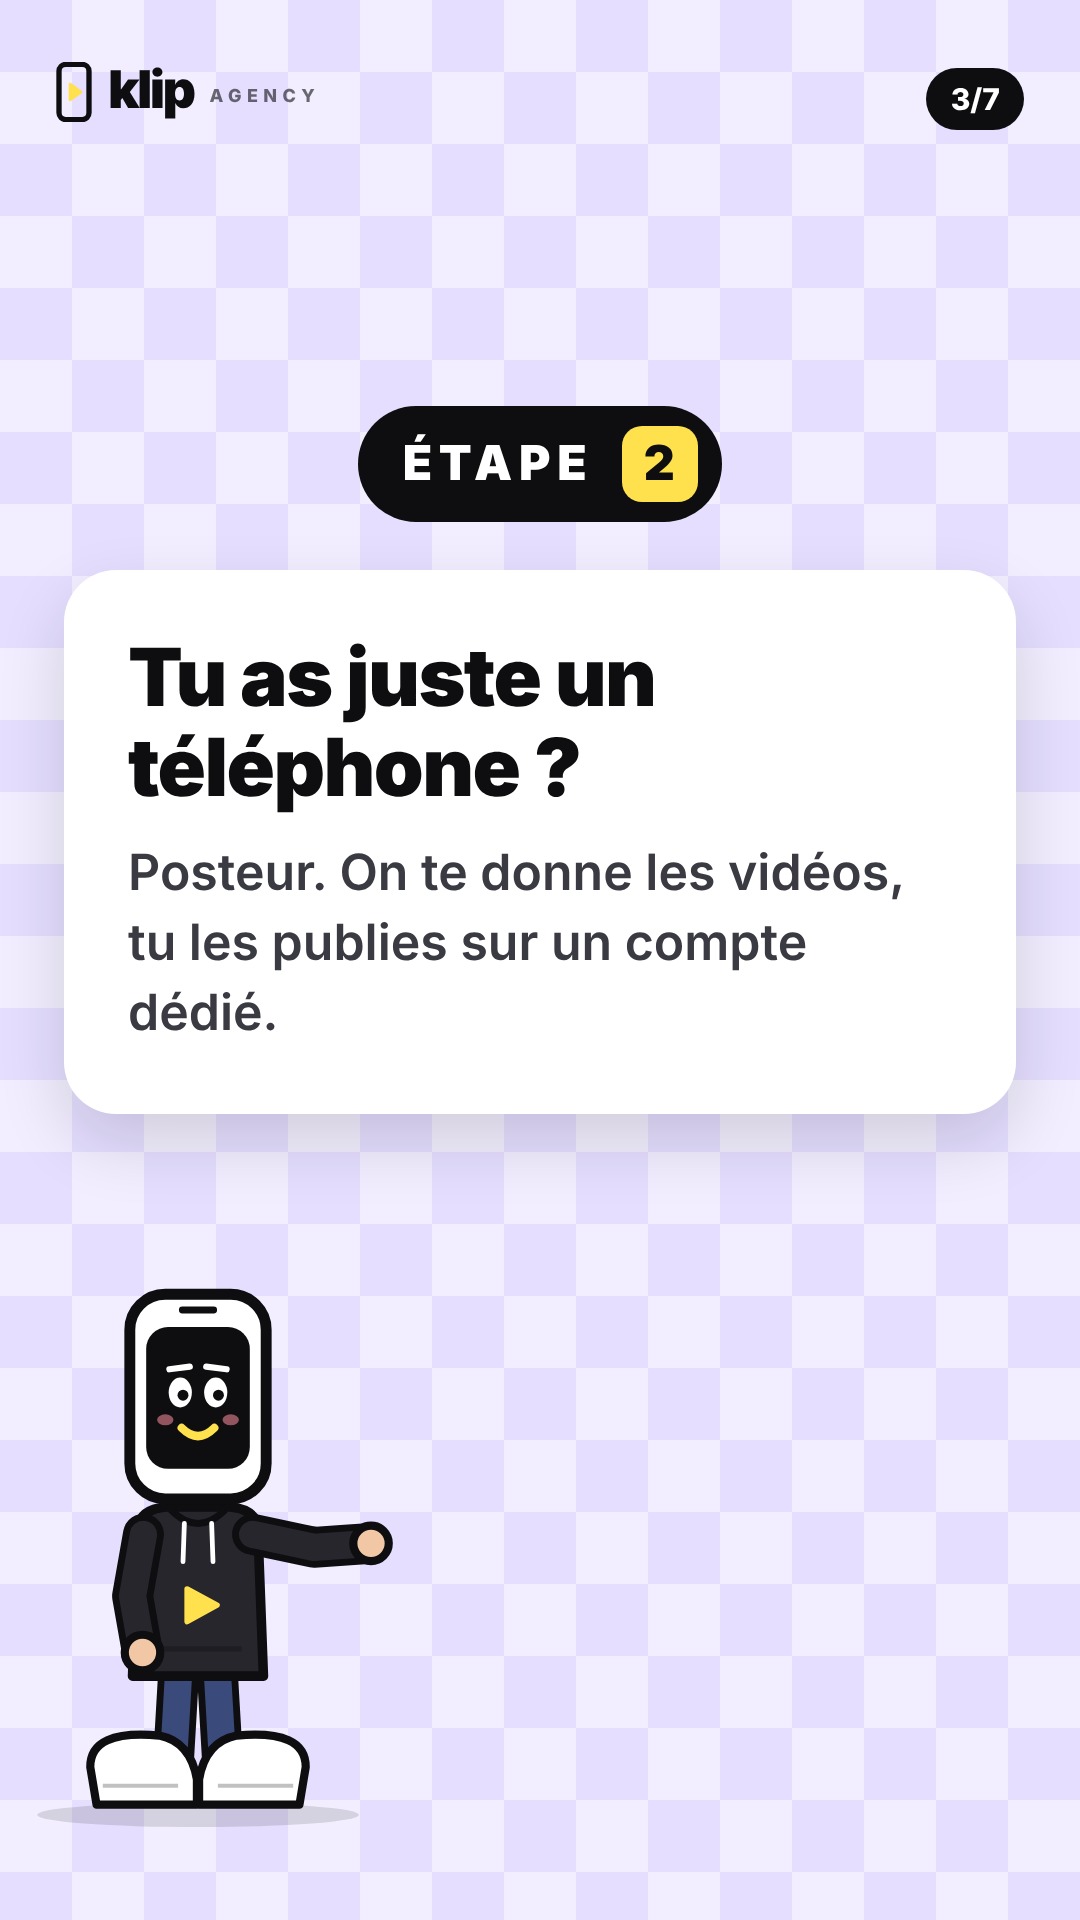 klip AGENCY
3/7
ÉTAPE 2
Tu as juste un
téléphone ?
Posteur. On te donne les vidéos,
tu les publies sur un compte
dédié.